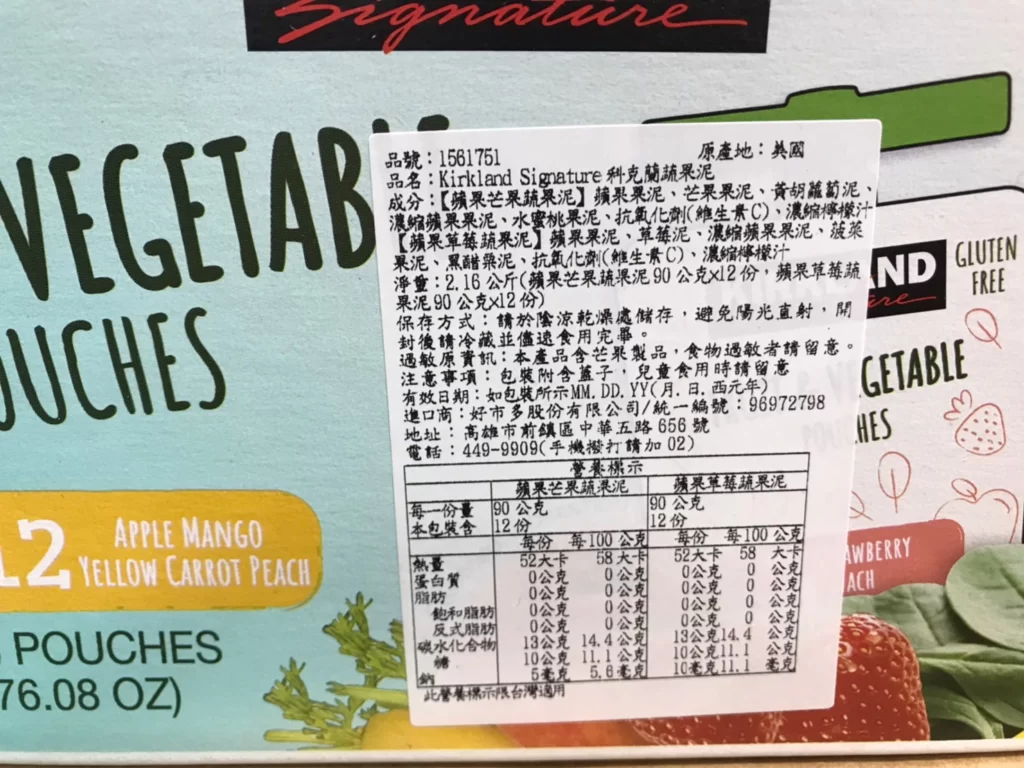 Signature
VEGETAB
OUCHES
品號：1561751 原產地：美國
品名：Kirkland Signature 科克蘭蔬果泥
成分：【蘋果芒果蔬果泥】蘋果果泥、芒果果泥、黃胡蘿蔔泥、
濃縮蘋果果泥、水蜜桃果泥、抗氧化劑(維生素C)、濃縮檸檬汁
【蘋果草莓蔬果泥】蘋果果泥、草莓泥、濃縮蘋果果泥、菠菜
果泥、黑醋栗泥、抗氧化劑(維生素C)、濃縮檸檬汁
淨重：2.16 公斤(蘋果芒果蔬果泥 90 公克x12 份，蘋果草莓蔬
果泥 90 公克x12 份)
保存方式：請於陰涼乾燥處儲存，避免陽光直射，開
封後請冷藏並儘速食用完畢。
過敏原資訊：本產品含芒果製品，食物過敏者請留意。
注意事項：包裝附含蓋子，兒童食用時請留意
有效日期：如包裝所示MM.DD.YY(月.日.西元年)
進口商：好市多股份有限公司/統一編號：96972798
地址：高雄市前鎮區中華五路 656 號
電話：449-9909(手機撥打請加 02)
營養標示
蘋果芒果蔬果泥 蘋果草莓蔬果泥
每一份量 90 公克 90 公克
本包裝含 12 份 12 份
每份 每 100 公克 每份 每 100 公克
熱量 52大卡 58 大卡 52大卡 58 大卡
蛋白質 0公克 0公克 0公克 0 公克
脂肪 0公克 0公克 0公克 0 公克
飽和脂肪 0公克 0公克 0公克 0 公克
反式脂肪 0公克 0公克 0公克 0 公克
碳水化合物 13公克 14.4 公克 13公克 14.4 公克
糖 10公克 11.1 公克 10公克 11.1 公克
鈉 5毫克 5.6 毫克 10毫克 11.1 毫克
此營養標示限台灣適用
ND
GLUTEN
FREE
GETABLE
HES
12 APPLE MANGO
YELLOW CARROT PEACH
AWBERRY
ACH
POUCHES
76.08 OZ)